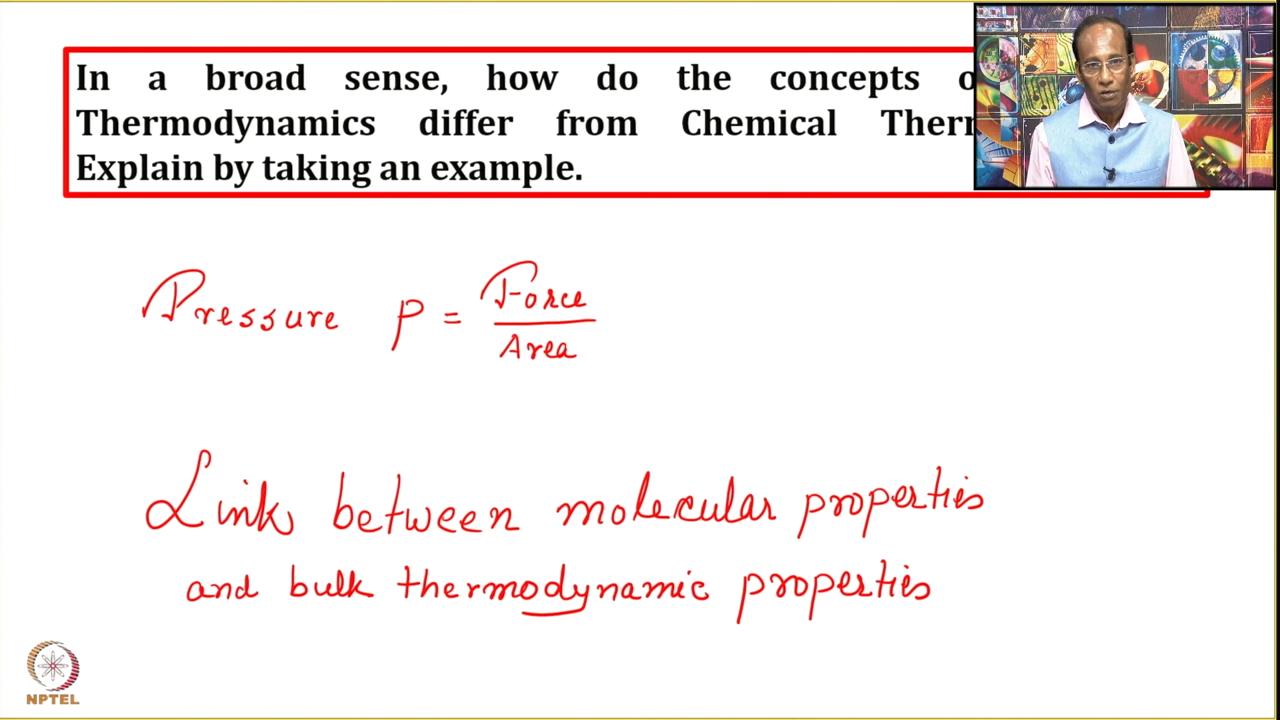 In a broad sense, how do the concepts
Thermodynamics differ from Chemical
Explain by taking an example.
Pressure P = Force
Area
Link between molecular properties
and bulk thermodynamic properties
NPTEL